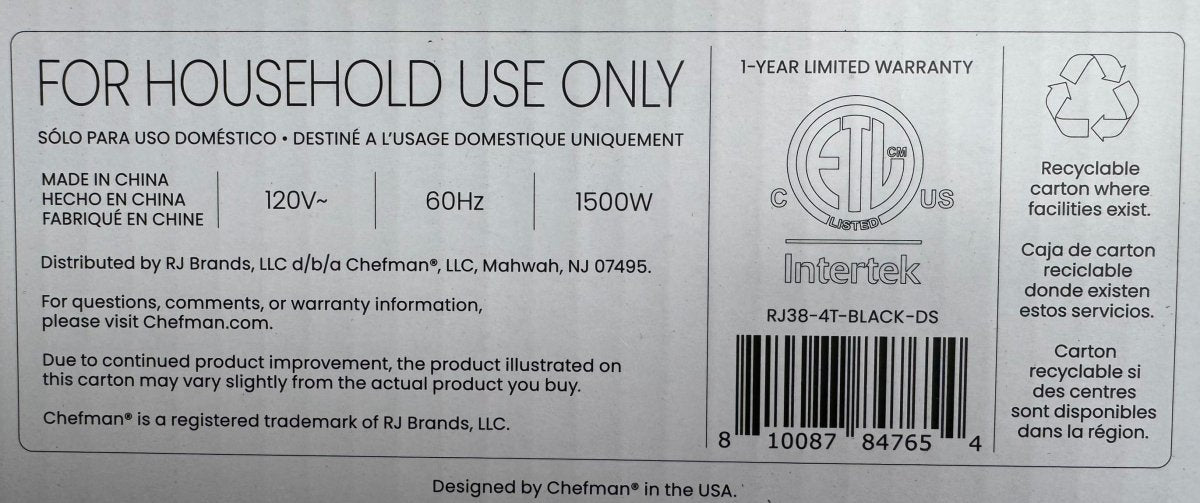 FOR HOUSEHOLD USE ONLY
SÓLO PARA USO DOMÉSTICO • DESTINÉ A L'USAGE DOMESTIQUE UNIQUEMENT
MADE IN CHINA
HECHO EN CHINA
FABRIQUÉ EN CHINE
120V~
60Hz
1500W
Distributed by RJ Brands, LLC d/b/a Chefman®, LLC, Mahwah, NJ 07495.
For questions, comments, or warranty information,
please visit Chefman.com.
Due to continued product improvement, the product illustrated on
this carton may vary slightly from the actual product you buy.
Chefman® is a registered trademark of RJ Brands, LLC.
1-YEAR LIMITED WARRANTY
ETL CM
C US
LISTED
Intertek
RJ38-4T-BLACK-DS
8 10087 84765 4
Recyclable
carton where
facilities exist.
Caja de carton
reciclable
donde existen
estos servicios.
Carton
recyclable si
des centres
sont disponibles
dans la région.
Designed by Chefman® in the USA.